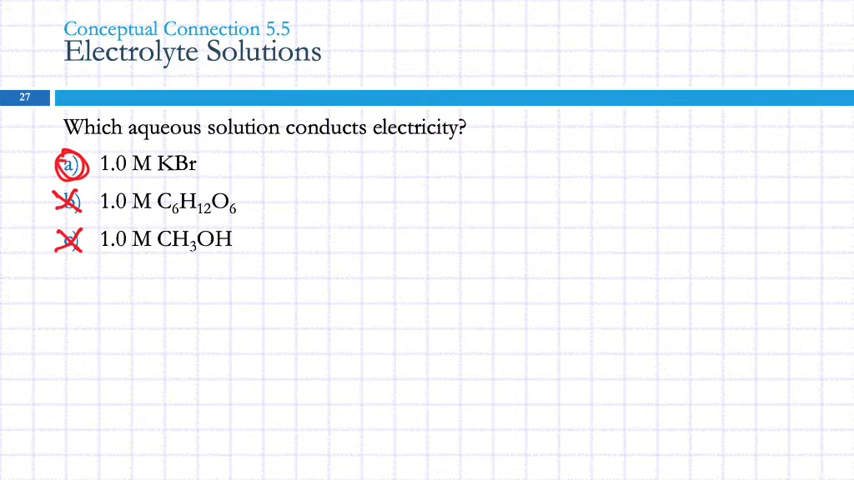 Conceptual Connection 5.5
Electrolyte Solutions
27
Which aqueous solution conducts electricity?
a) 1.0 M KBr
b) 1.0 M C₆H₁₂O₆
c) 1.0 M CH₃OH